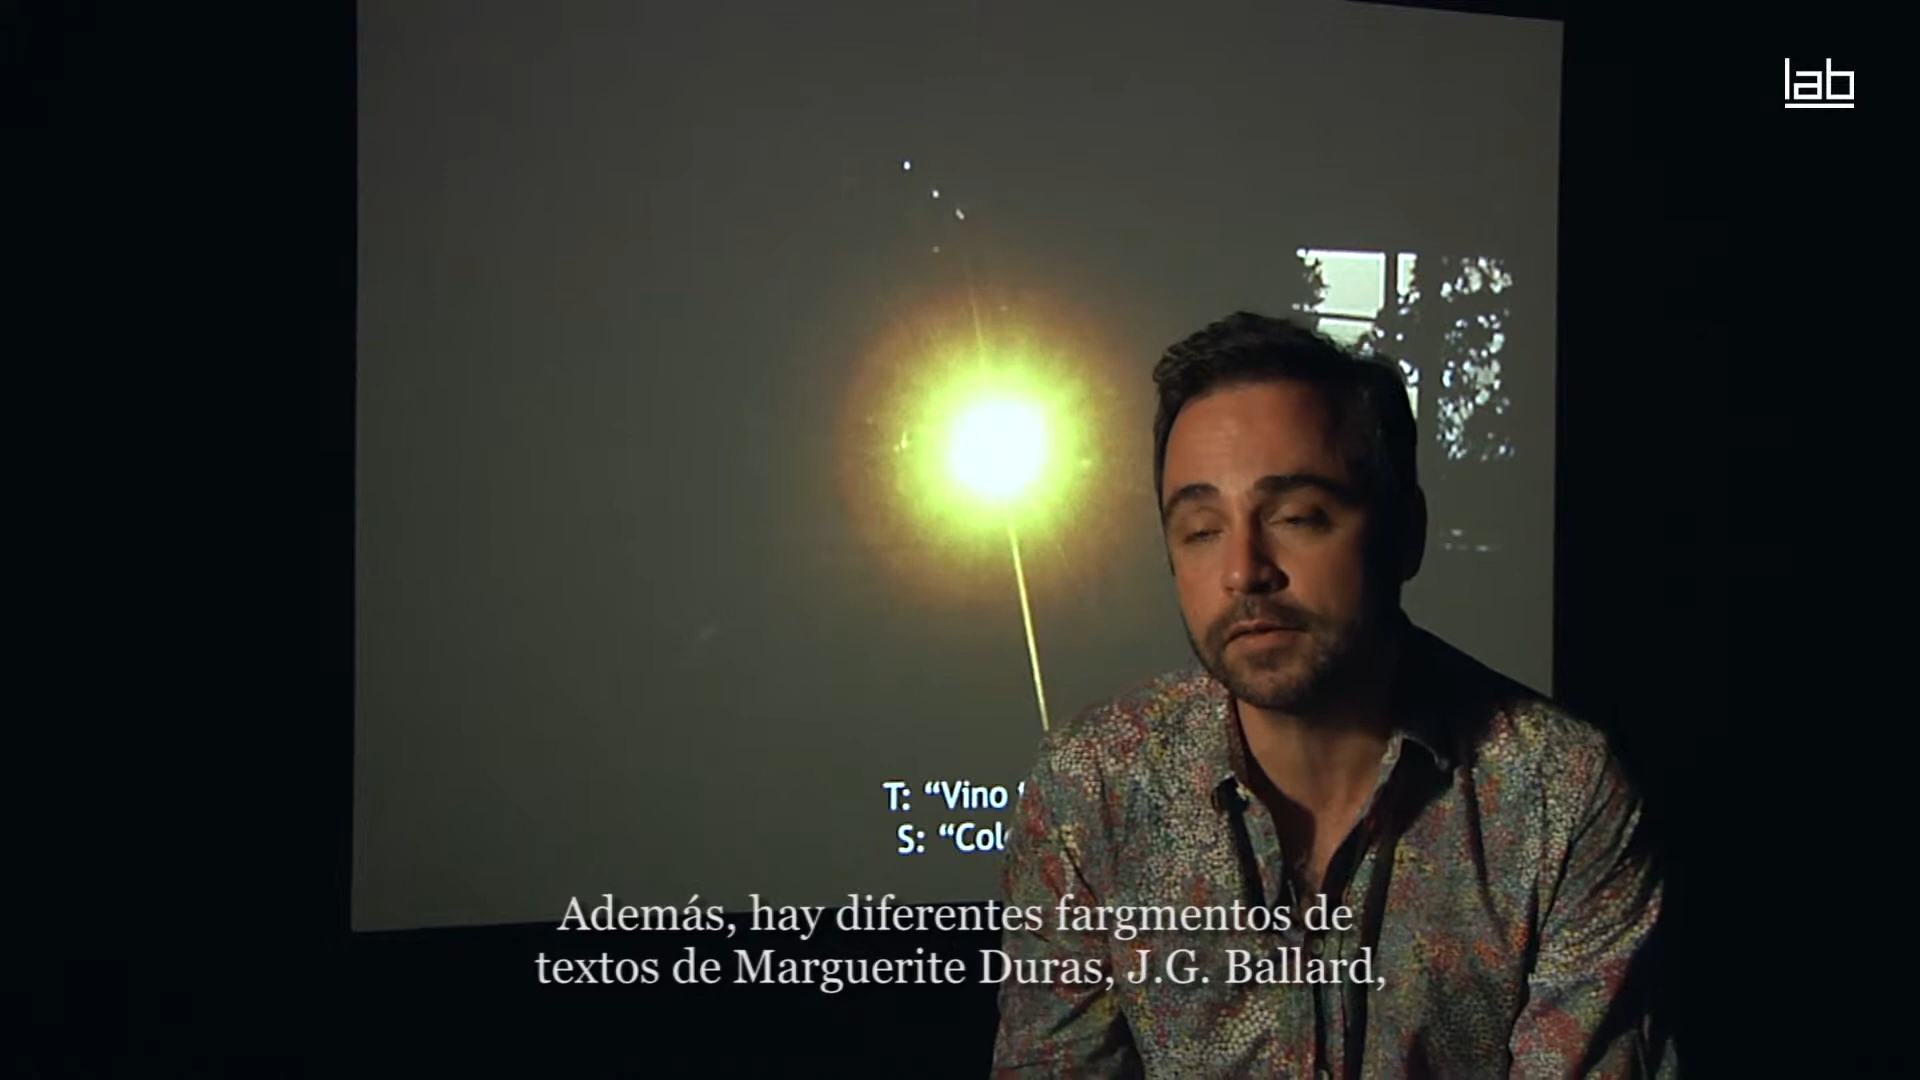 lab
T: “Vino
S: “Col
Además, hay diferentes fargmentos de
textos de Marguerite Duras, J.G. Ballard,